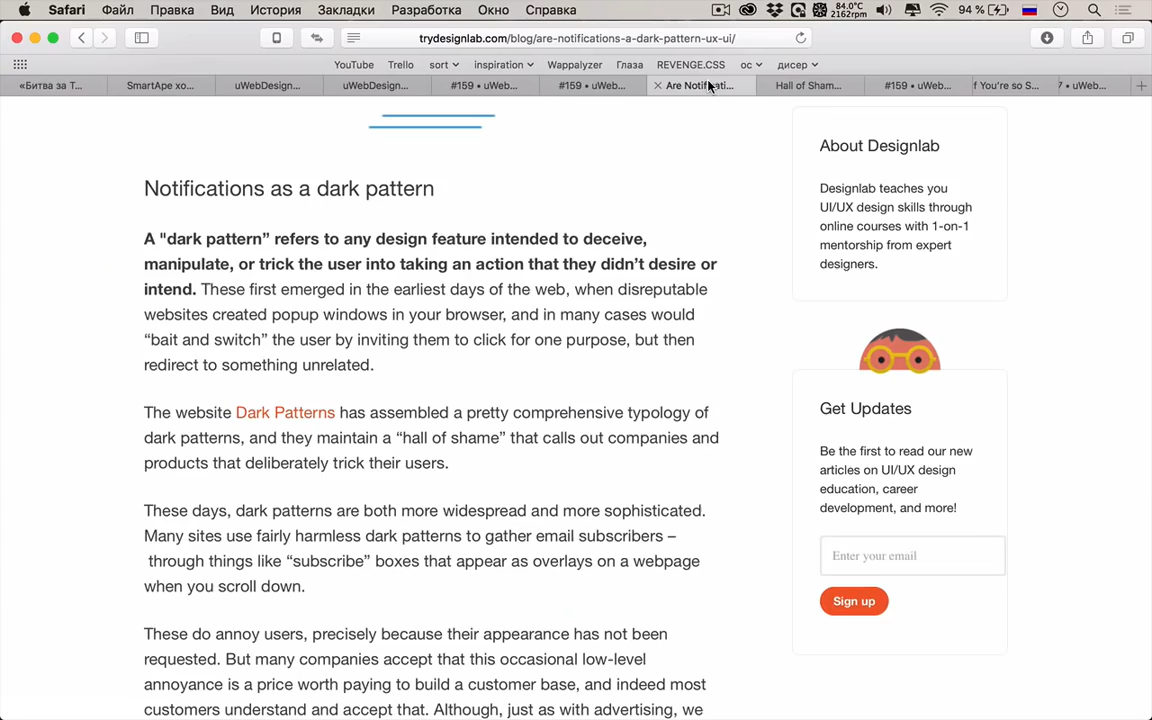 Safari Файл Правка Вид История Закладки Разработка Окно Справка 84.0°C 2162rpm 94 %
trydesignlab.com/blog/are-notifications-a-dark-pattern-ux-ui/
YouTube Trello sort inspiration Wappalyzer Глаза REVENGE.CSS ос дисер
«Битва за Т... SmartApe хо... uWebDesign... uWebDesign... #159 • uWeb... #159 • uWeb... Are Notificati... Hall of Sham... #159 • uWeb... f You're so S... 7 • uWeb...
Notifications as a dark pattern
A "dark pattern” refers to any design feature intended to deceive,
manipulate, or trick the user into taking an action that they didn’t desire or
intend. These first emerged in the earliest days of the web, when disreputable
websites created popup windows in your browser, and in many cases would
“bait and switch” the user by inviting them to click for one purpose, but then
redirect to something unrelated.
The website Dark Patterns has assembled a pretty comprehensive typology of
dark patterns, and they maintain a “hall of shame” that calls out companies and
products that deliberately trick their users.
These days, dark patterns are both more widespread and more sophisticated.
Many sites use fairly harmless dark patterns to gather email subscribers –
through things like “subscribe” boxes that appear as overlays on a webpage
when you scroll down.
These do annoy users, precisely because their appearance has not been
requested. But many companies accept that this occasional low-level
annoyance is a price worth paying to build a customer base, and indeed most
customers understand and accept that. Although, just as with advertising, we
About Designlab
Designlab teaches you
UI/UX design skills through
online courses with 1-on-1
mentorship from expert
designers.
Get Updates
Be the first to read our new
articles on UI/UX design
education, career
development, and more!
Enter your email
Sign up